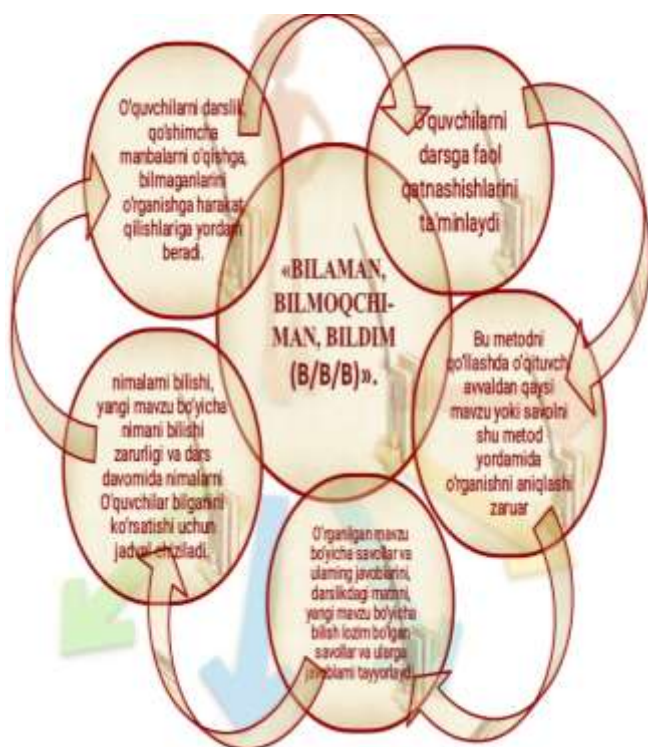 «BILAMAN,
BILMOQCHI-
MAN, BILDIM
(B/B/B)».
O'quvchilarni
darsga faol
qatnashishlarini
ta'minlaydi
Bu metodni
qo'llashda o'qituvch
avvaldan qaysi
mavzu yoki savolni
shu metod
yordamida
o'rganishni aniqlashi
zaruar
O'rganilgan mavzu
bo'yicha savollar va
ularning javoblarini,
darslikdagi matnni,
yangi mavzu bo'yicha
bilish lozim bo'lgan
savollar va ularga
javoblarni tayyorlaydi
nimalarni bilishi,
yangi mavzu bo'yicha
nimani bilishi
zarurligi va dars
davomida nimalarni
O'quvchilar bilganini
ko'rsatishi uchun
jadval chiziladi.
O'quvchilarni darslik,
qo'shimcha
manbalarni o'qishga,
bilmaganlarini
o'rganishga harakat
qilishlariga yordam
beradi.